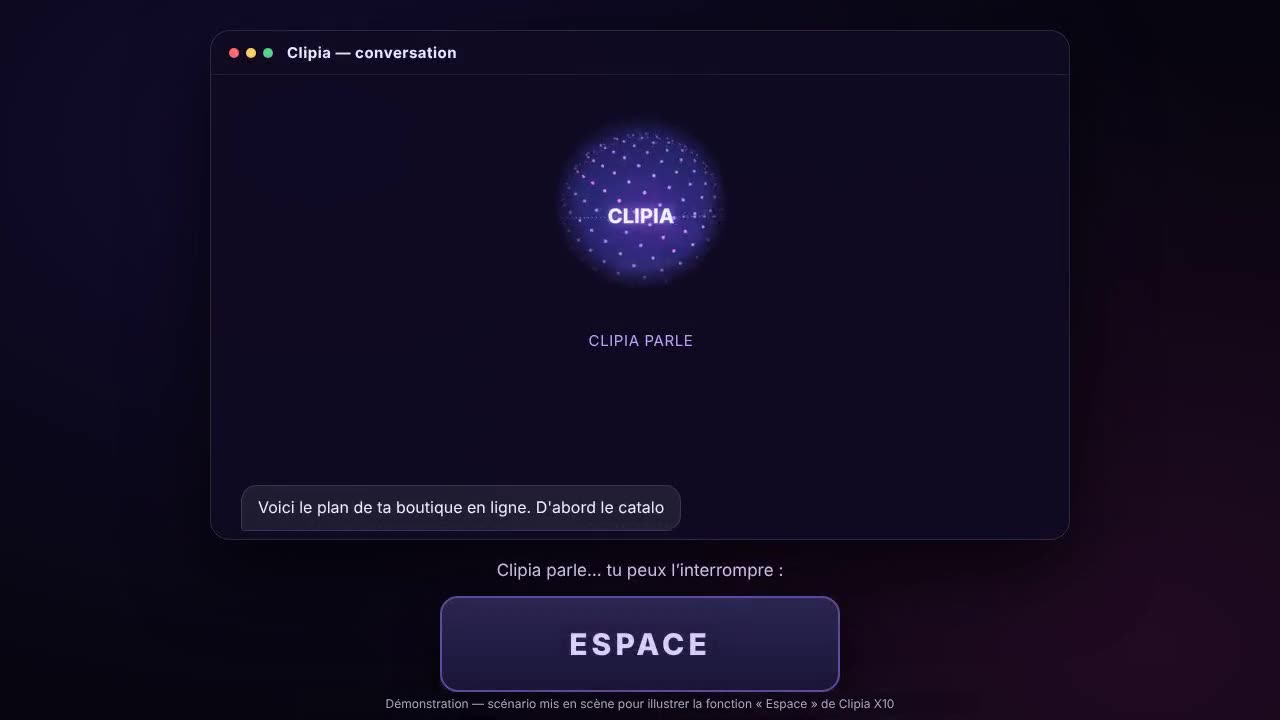 Clipia — conversation
CLIPIA
CLIPIA PARLE
Voici le plan de ta boutique en ligne. D'abord le catalo
Clipia parle... tu peux l’interrompre :
ESPACE
Démonstration — scénario mis en scène pour illustrer la fonction « Espace » de Clipia X10